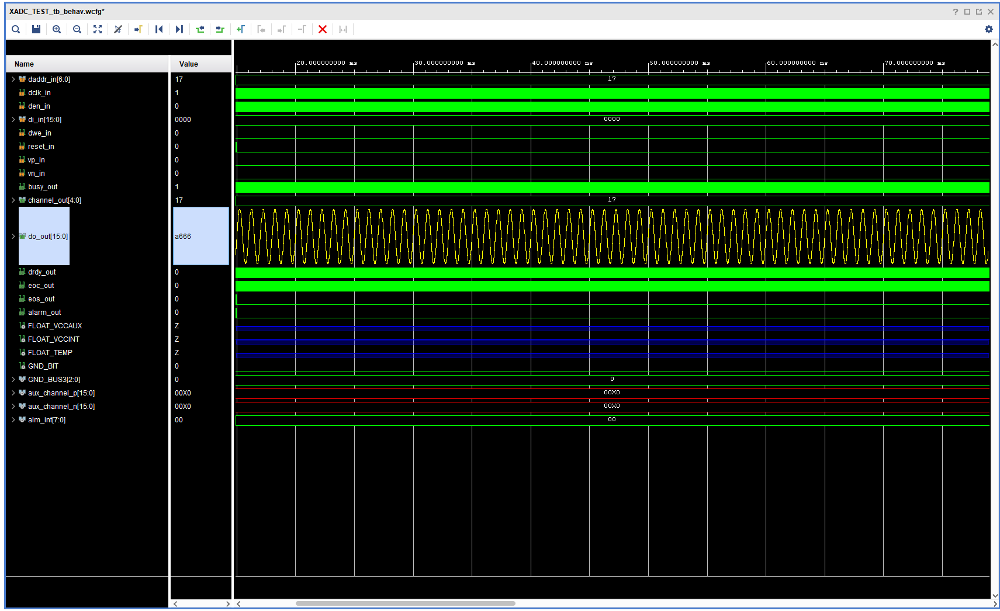 XADC_TEST_tb_behav.wcfg*
Name Value
20.000000000 ms 30.000000000 ms 40.000000000 ms 50.000000000 ms 60.000000000 ms 70.000000000 ms
daddr_in[6:0] 17 17
dclk_in 1
den_in 0
di_in[15:0] 0000 0000
dwe_in 0
reset_in 0
vp_in 0
vn_in 0
busy_out 1
channel_out[4:0] 17 17
do_out[15:0] a666
drdy_out 0
eoc_out 0
eos_out 0
alarm_out 0
FLOAT_VCCAUX Z
FLOAT_VCCINT Z
FLOAT_TEMP Z
GND_BIT 0
GND_BUS3[2:0] 0 0
aux_channel_p[15:0] 00X0 00X0
aux_channel_n[15:0] 00X0 00X0
alm_int[7:0] 00 00